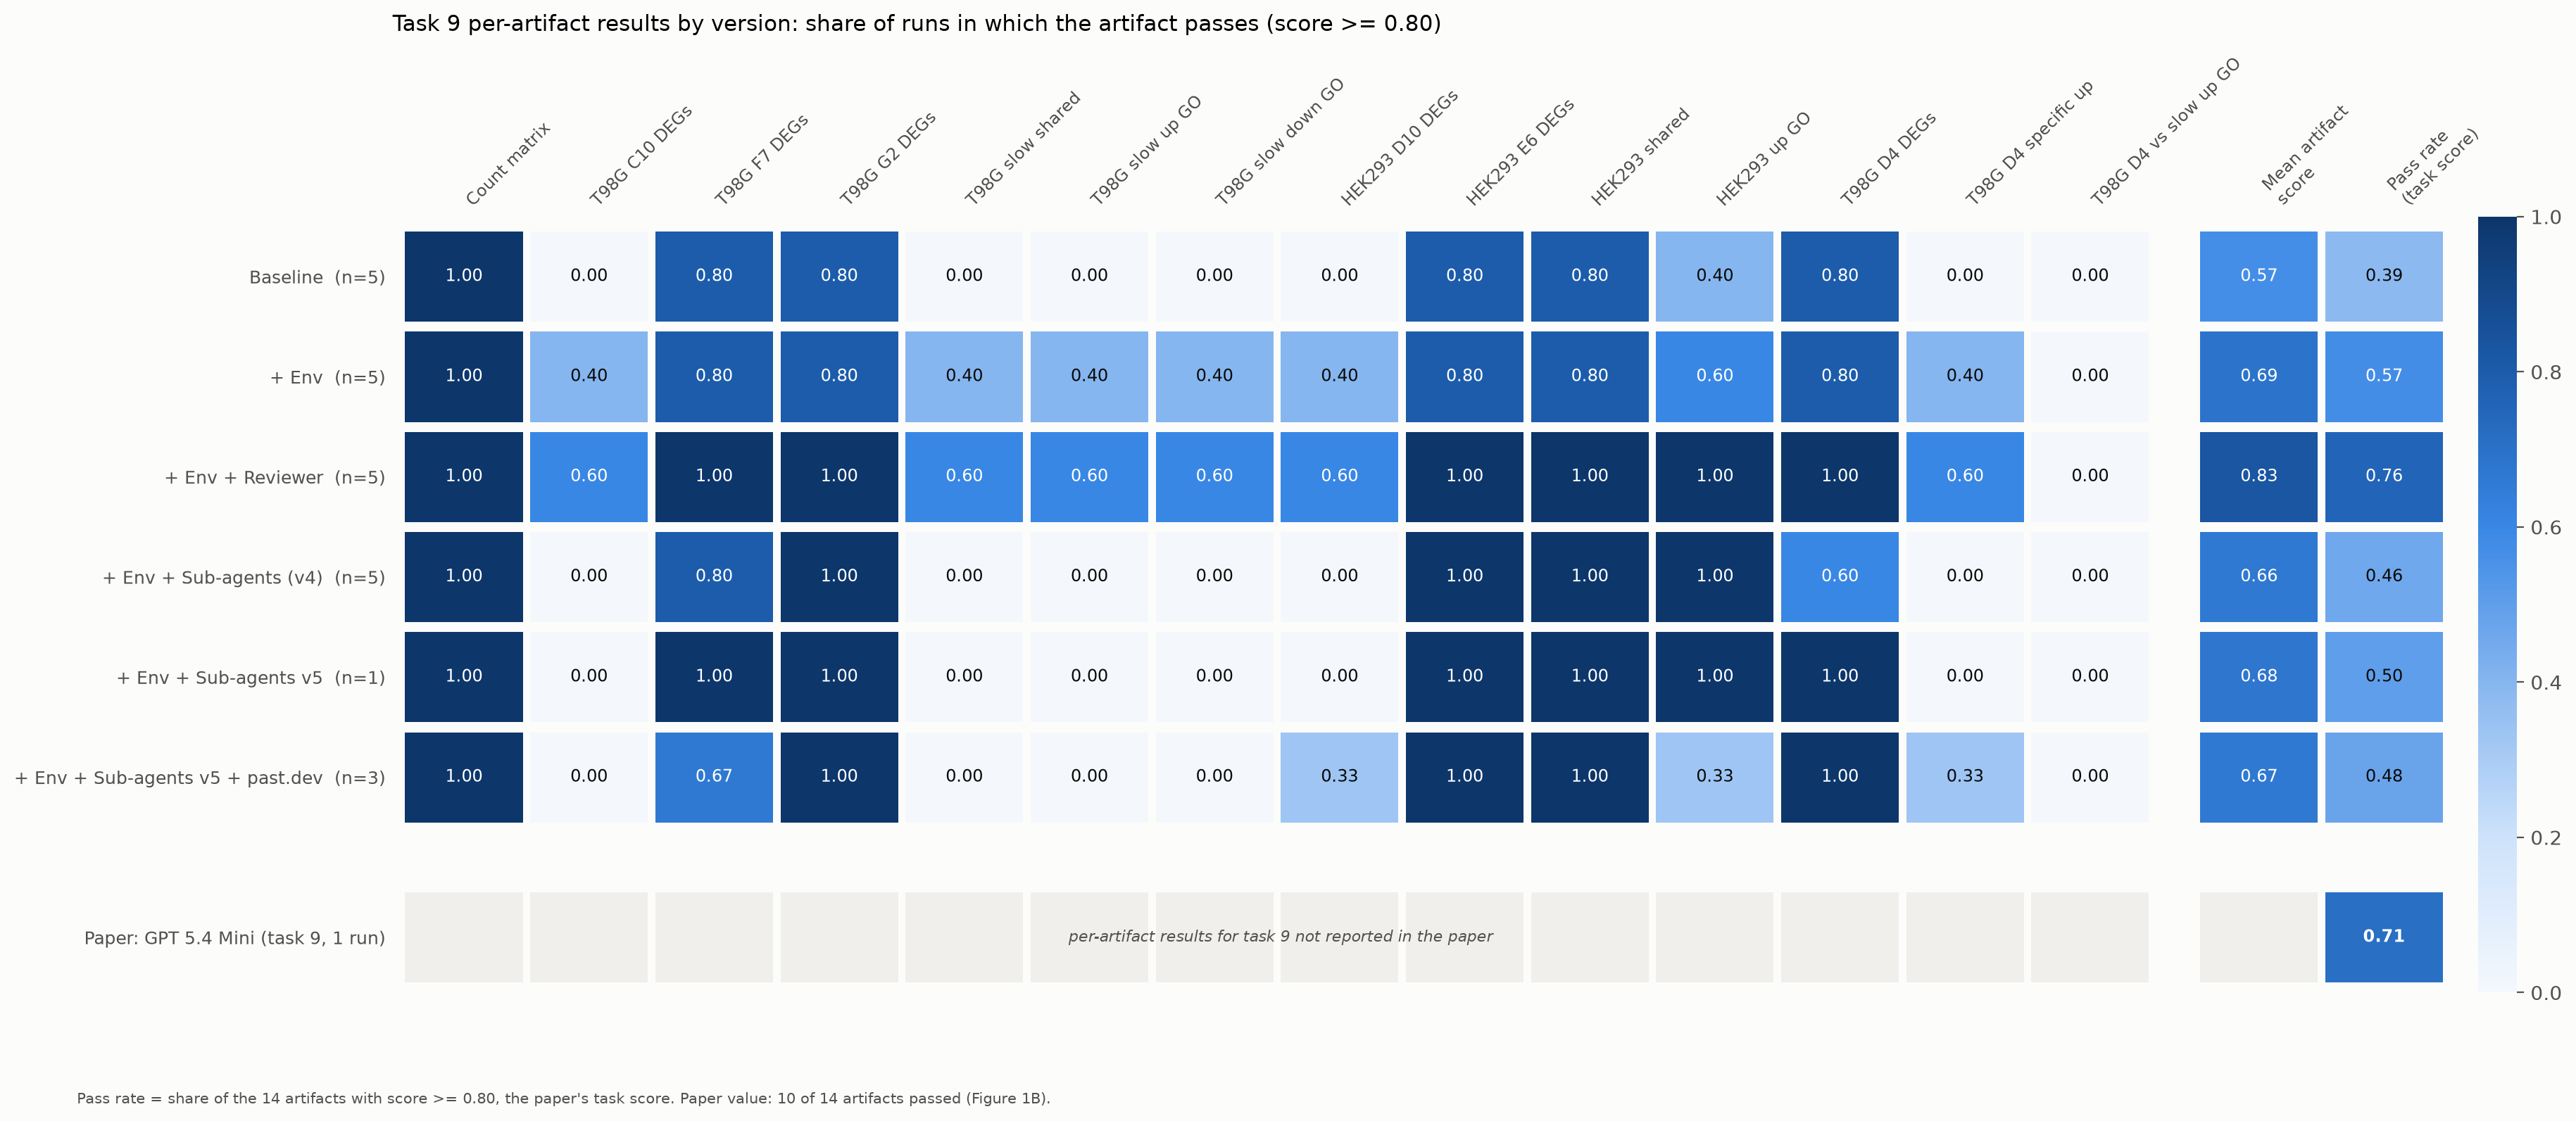 Task 9 per-artifact results by version: share of runs in which the artifact passes (score >= 0.80)
Count matrix
T98G C10 DEGs
T98G F7 DEGs
T98G G2 DEGs
T98G slow shared
T98G slow up GO
T98G slow down GO
HEK293 D10 DEGs
HEK293 E6 DEGs
HEK293 shared
HEK293 up GO
T98G D4 DEGs
T98G D4 specific up
T98G D4 vs slow up GO
Mean artifact
score
Pass rate
(task score)
Baseline (n=5) 1.00 0.00 0.80 0.80 0.00 0.00 0.00 0.00 0.80 0.80 0.40 0.80 0.00 0.00 0.57 0.39
+ Env (n=5) 1.00 0.40 0.80 0.80 0.40 0.40 0.40 0.40 0.80 0.80 0.60 0.80 0.40 0.00 0.69 0.57
+ Env + Reviewer (n=5) 1.00 0.60 1.00 1.00 0.60 0.60 0.60 0.60 1.00 1.00 1.00 1.00 0.60 0.00 0.83 0.76
+ Env + Sub-agents (v4) (n=5) 1.00 0.00 0.80 1.00 0.00 0.00 0.00 0.00 1.00 1.00 1.00 0.60 0.00 0.00 0.66 0.46
+ Env + Sub-agents v5 (n=1) 1.00 0.00 1.00 1.00 0.00 0.00 0.00 0.00 1.00 1.00 1.00 1.00 0.00 0.00 0.68 0.50
+ Env + Sub-agents v5 + past.dev (n=3) 1.00 0.00 0.67 1.00 0.00 0.00 0.00 0.33 1.00 1.00 0.33 1.00 0.33 0.00 0.67 0.48
Paper: GPT 5.4 Mini (task 9, 1 run) per-artifact results for task 9 not reported in the paper 0.71
1.0
0.8
0.6
0.4
0.2
0.0
Pass rate = share of the 14 artifacts with score >= 0.80, the paper's task score. Paper value: 10 of 14 artifacts passed (Figure 1B).